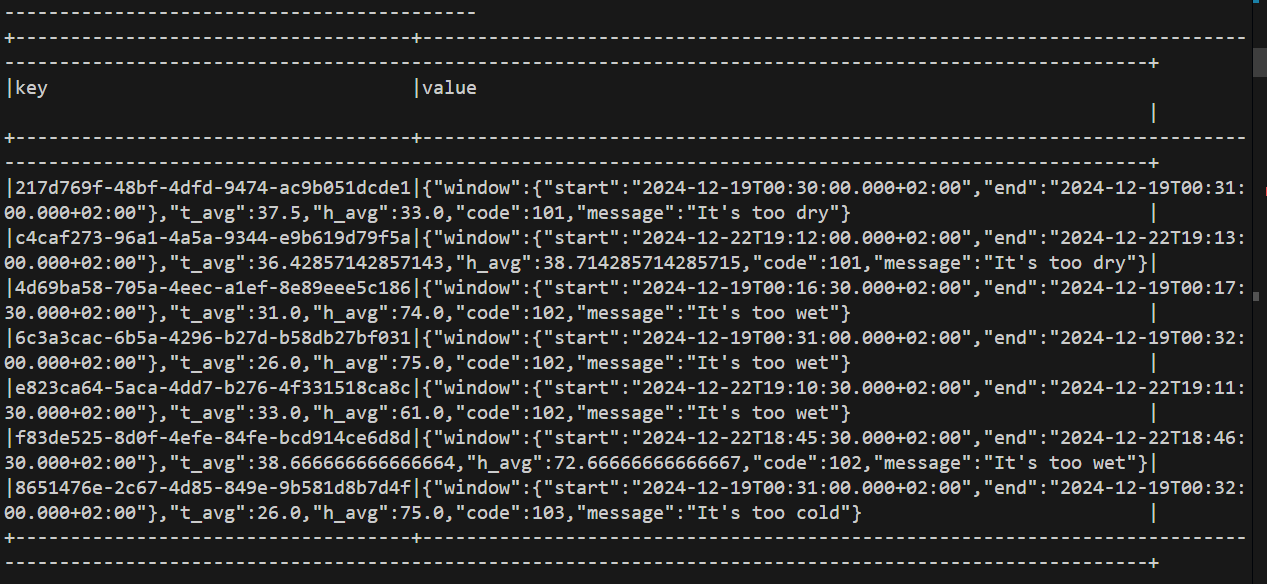 -------------------------------------------
+------------------------------------+---------------------------------------------------------------------------
--------------------------------------------------------------------------------------------------------+
|key                                 |value
                                                                                                        |
+------------------------------------+---------------------------------------------------------------------------
--------------------------------------------------------------------------------------------------------+
|217d769f-48bf-4dfd-9474-ac9b051dcde1|{"window":{"start":"2024-12-19T00:30:00.000+02:00","end":"2024-12-19T00:31:
00.000+02:00"},"t_avg":37.5,"h_avg":33.0,"code":101,"message":"It's too dry"}                           |
|c4caf273-96a1-4a5a-9344-e9b619d79f5a|{"window":{"start":"2024-12-22T19:12:00.000+02:00","end":"2024-12-22T19:13:
00.000+02:00"},"t_avg":36.42857142857143,"h_avg":38.714285714285715,"code":101,"message":"It's too dry"}|
|4d69ba58-705a-4eec-a1ef-8e89eee5c186|{"window":{"start":"2024-12-19T00:16:30.000+02:00","end":"2024-12-19T00:17:
30.000+02:00"},"t_avg":31.0,"h_avg":74.0,"code":102,"message":"It's too wet"}                           |
|6c3a3cac-6b5a-4296-b27d-b58db27bf031|{"window":{"start":"2024-12-19T00:31:00.000+02:00","end":"2024-12-19T00:32:
00.000+02:00"},"t_avg":26.0,"h_avg":75.0,"code":102,"message":"It's too wet"}                           |
|e823ca64-5aca-4dd7-b276-4f331518ca8c|{"window":{"start":"2024-12-22T19:10:30.000+02:00","end":"2024-12-22T19:11:
30.000+02:00"},"t_avg":33.0,"h_avg":61.0,"code":102,"message":"It's too wet"}                           |
|f83de525-8d0f-4efe-84fe-bcd914ce6d8d|{"window":{"start":"2024-12-22T18:45:30.000+02:00","end":"2024-12-22T18:46:
30.000+02:00"},"t_avg":38.666666666666664,"h_avg":72.66666666666667,"code":102,"message":"It's too wet"}|
|8651476e-2c67-4d85-849e-9b581d8b7d4f|{"window":{"start":"2024-12-19T00:31:00.000+02:00","end":"2024-12-19T00:32:
00.000+02:00"},"t_avg":26.0,"h_avg":75.0,"code":103,"message":"It's too cold"}                          |
+------------------------------------+---------------------------------------------------------------------------
--------------------------------------------------------------------------------------------------------+